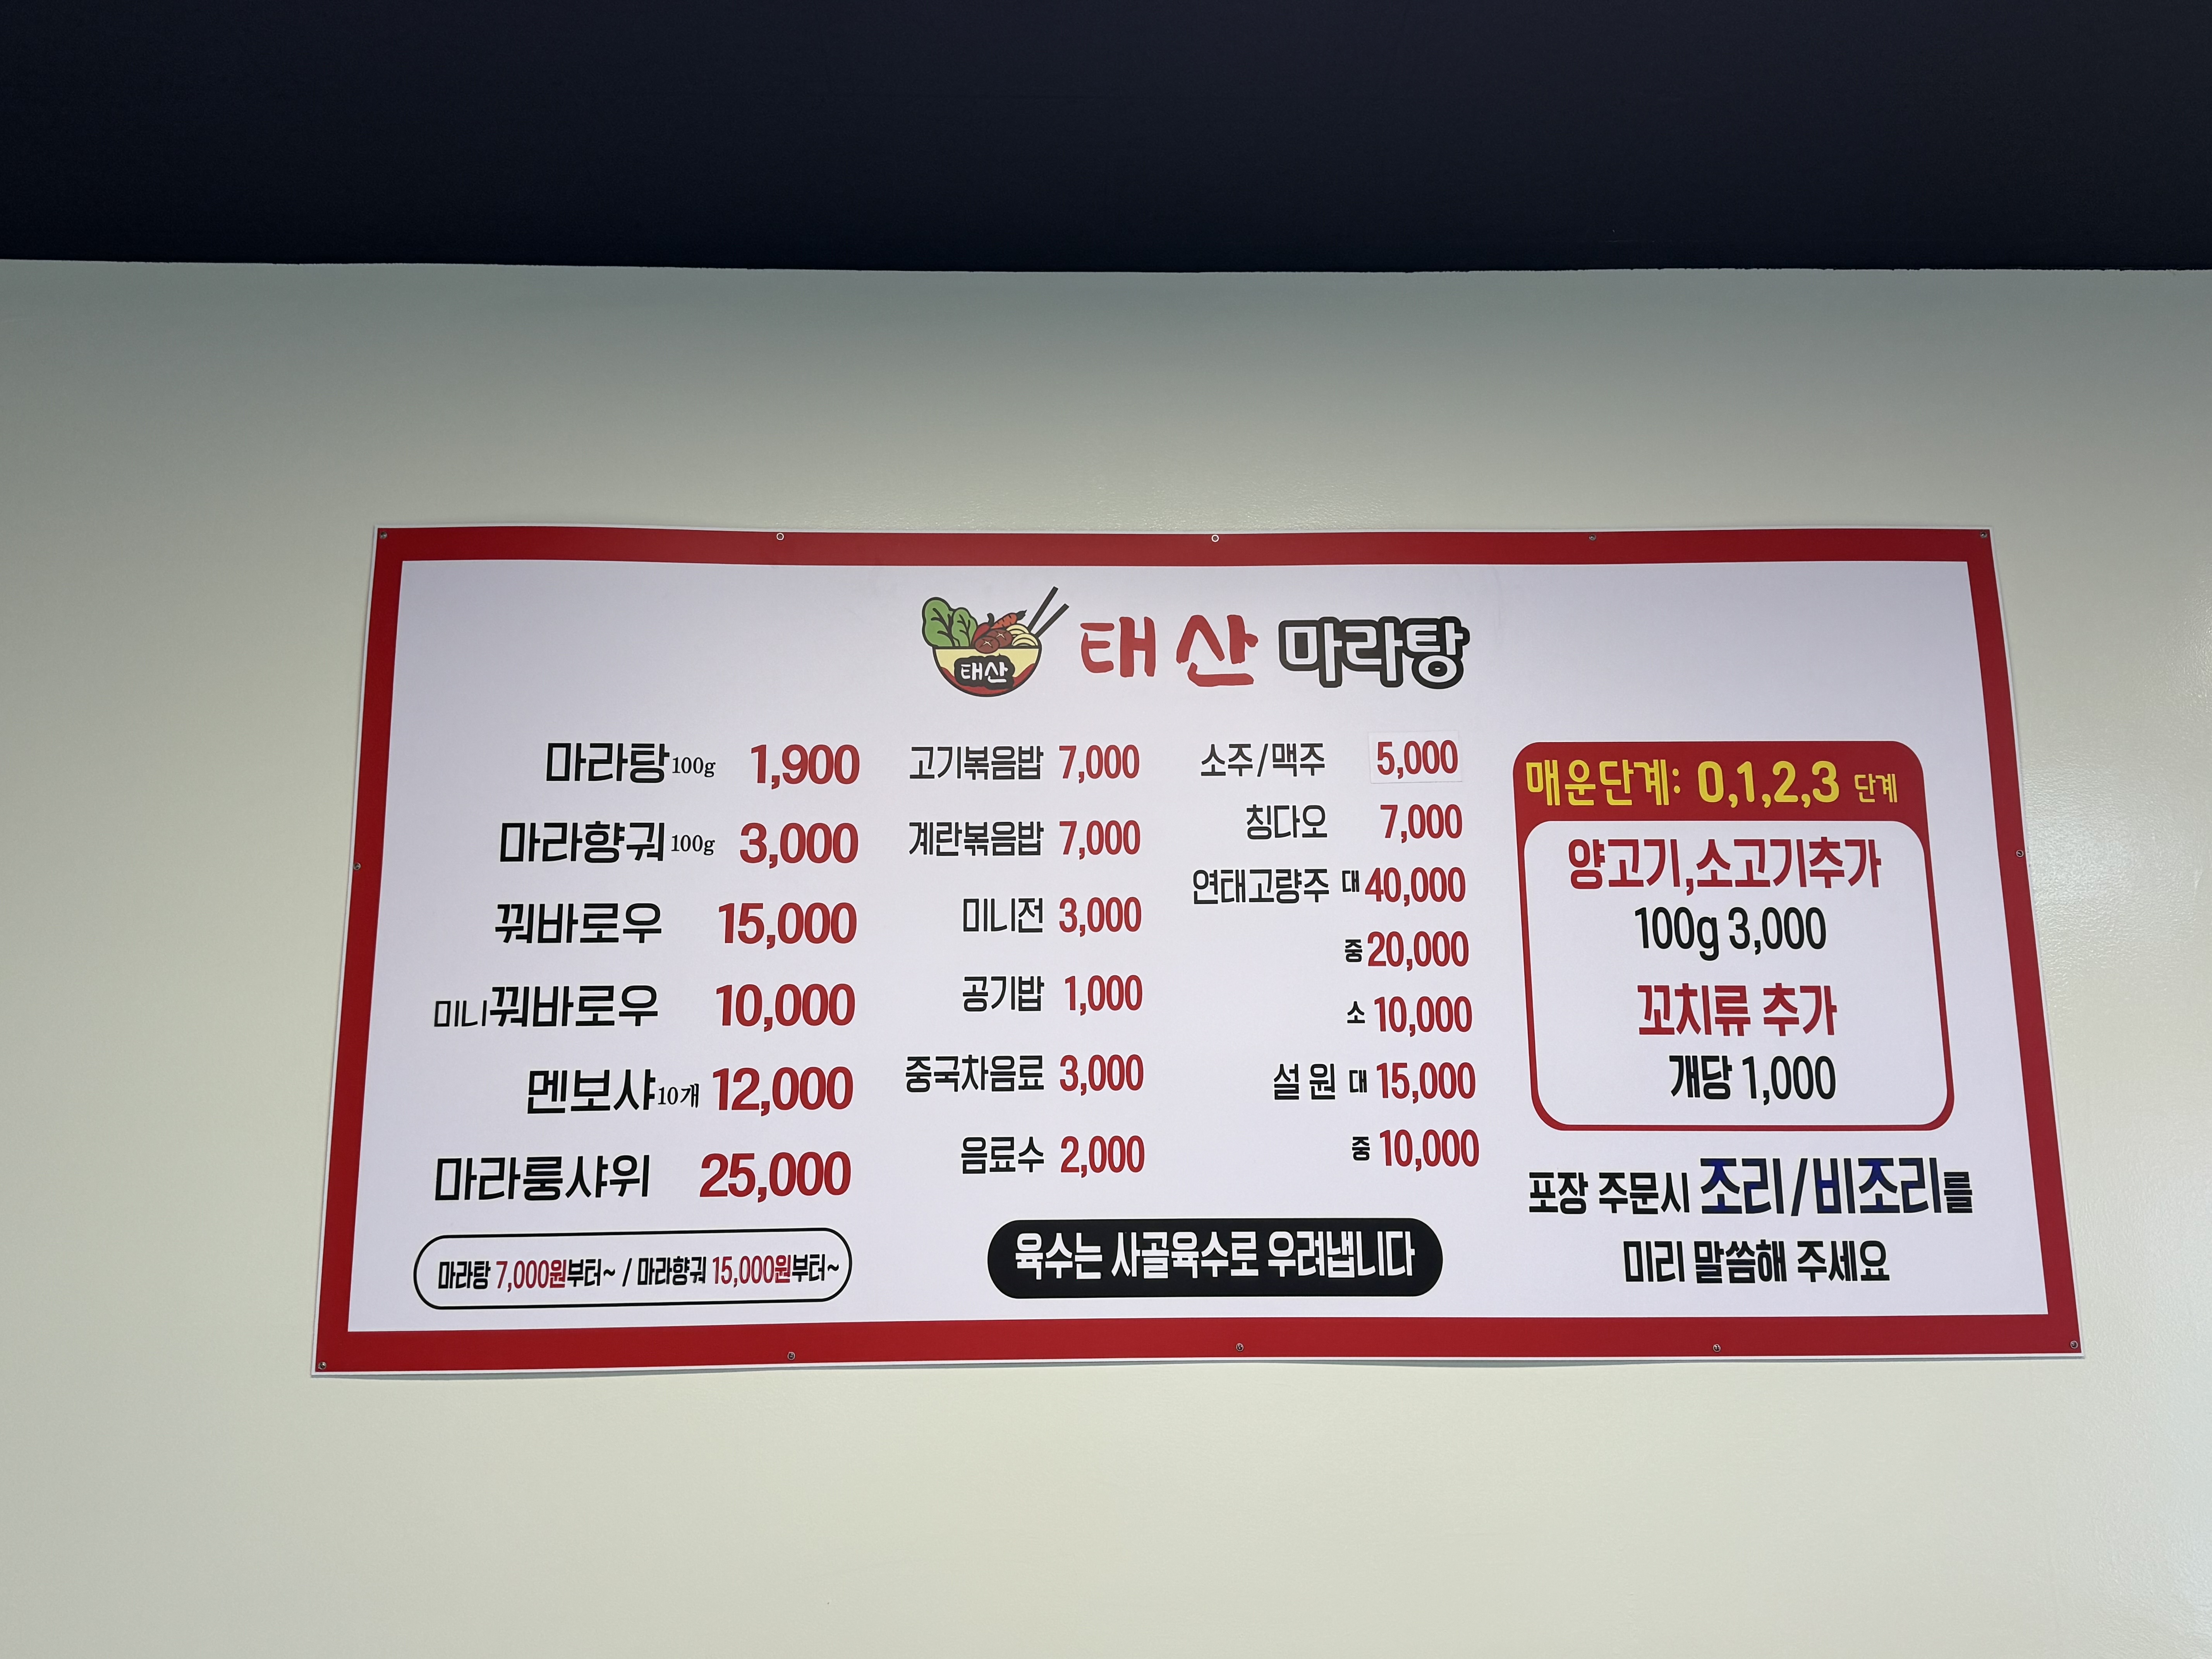 태산
태산 마라탕
마라탕 100g 1,900
마라향궈 100g 3,000
꿔바로우 15,000
미니꿔바로우 10,000
멘보샤 10개 12,000
마라룽샤위 25,000
마라탕 7,000원부터~ / 마라향궈 15,000원부터~
고기볶음밥 7,000
계란볶음밥 7,000
미니전 3,000
공기밥 1,000
중국차음료 3,000
음료수 2,000
소주/맥주 5,000
칭다오 7,000
연태고량주 대 40,000
중 20,000
소 10,000
설원 대 15,000
중 10,000
육수는 사골육수로 우려냅니다
매운단계: 0,1,2,3 단계
양고기,소고기추가
100g 3,000
꼬치류 추가
개당 1,000
포장 주문시 조리/비조리를
미리 말씀해 주세요